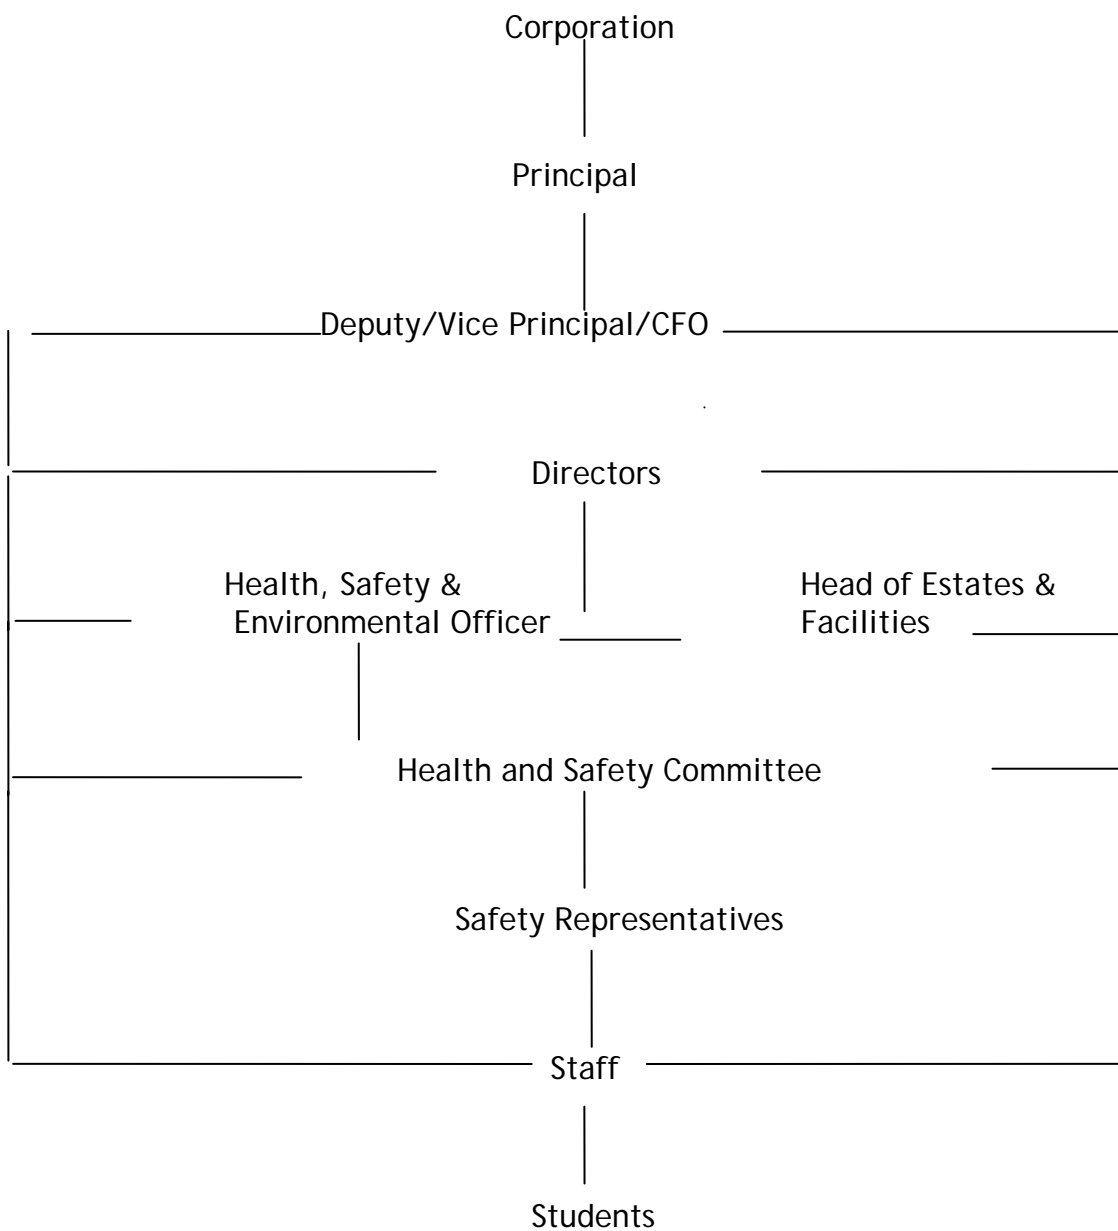 Corporation
Principal
Deputy/Vice Principal/CFO
Directors
Health, Safety &
Environmental Officer
Head of Estates &
Facilities
Health and Safety Committee
Safety Representatives
Staff
Students